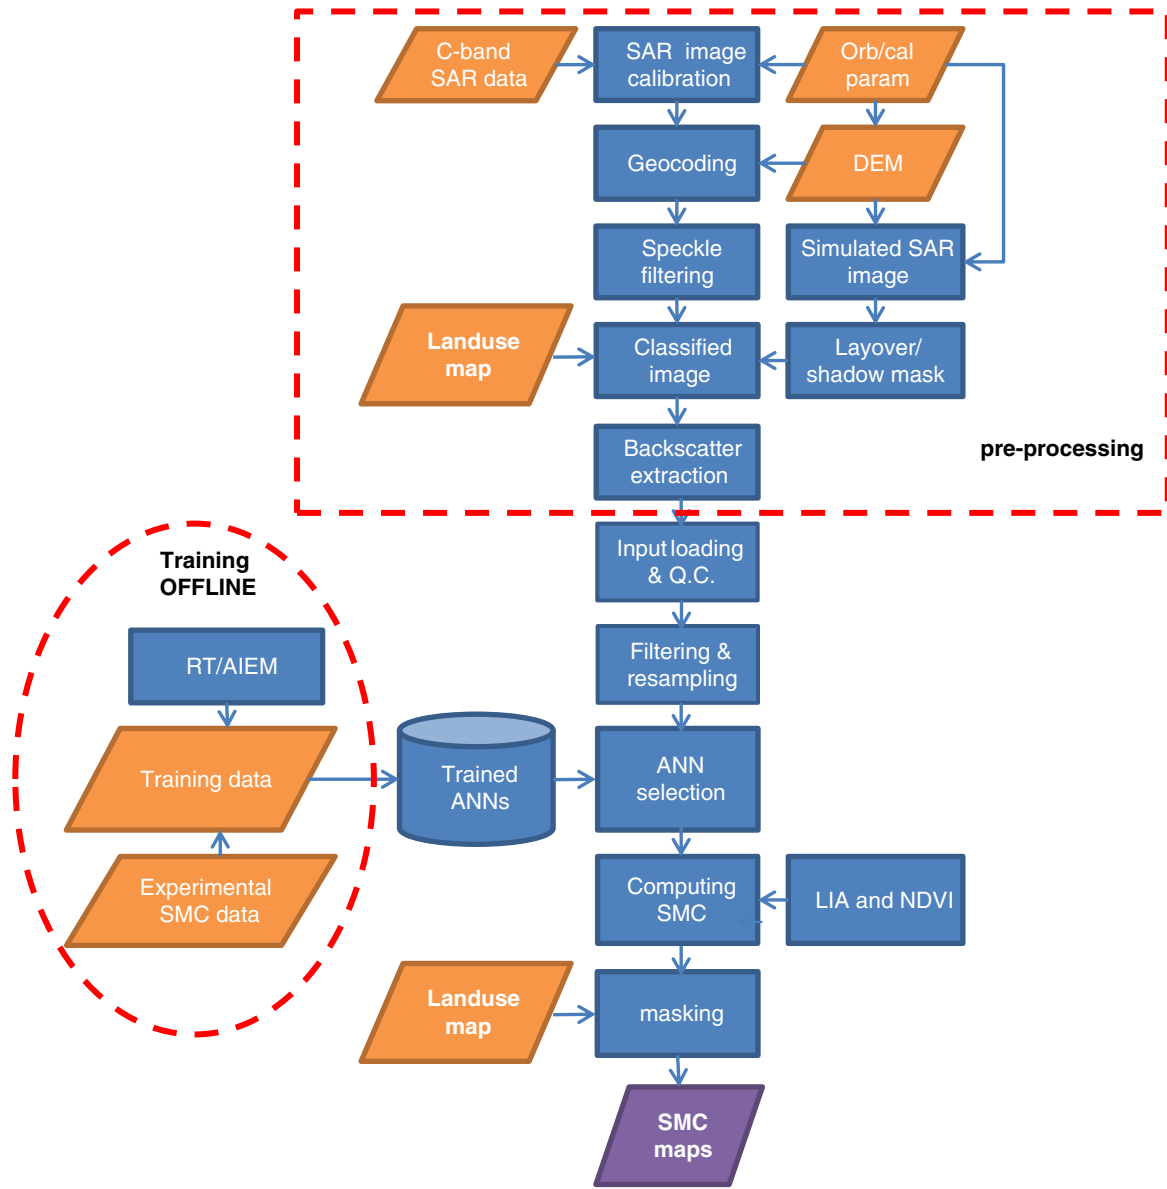 C-band
SAR data
SAR image
calibration
Orb/cal
param
Geocoding
DEM
Speckle
filtering
Simulated SAR
image
Landuse
map
Classified
image
Layover/
shadow mask
Backscatter
extraction
pre-processing
Input loading
& Q.C.
Training
OFFLINE
RT/AIEM
Filtering &
resampling
Training data
Trained
ANNs
ANN
selection
Experimental
SMC data
Computing
SMC
LIA and NDVI
Landuse
map
masking
SMC
maps